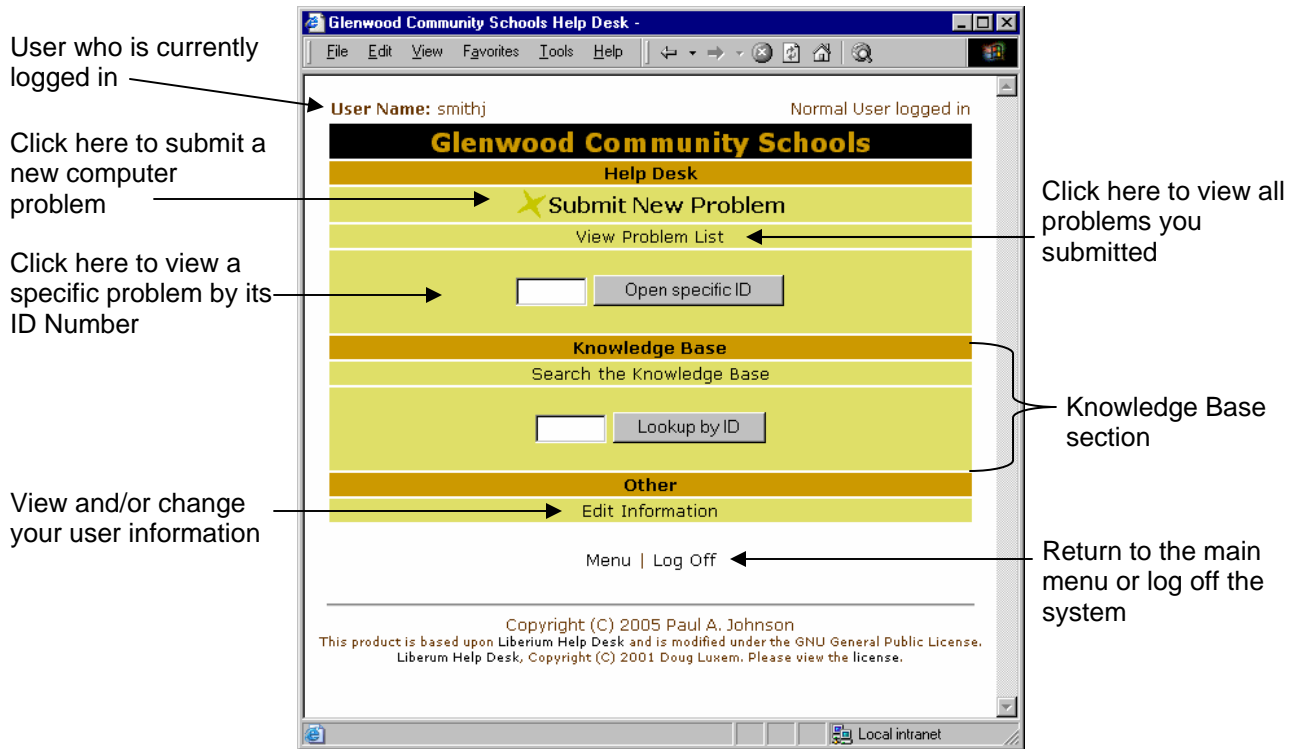 Glenwood Community Schools Help Desk -
File Edit View Favorites Tools Help
User who is currently
logged in
User Name: smithj Normal User logged in
Glenwood Community Schools
Help Desk
Click here to submit a
new computer
problem
Submit New Problem
View Problem List
Click here to view all
problems you
submitted
Click here to view a
specific problem by its
ID Number
Open specific ID
Knowledge Base
Search the Knowledge Base
Lookup by ID
Knowledge Base
section
Other
View and/or change
your user information
Edit Information
Menu | Log Off
Return to the main
menu or log off the
system
Copyright (C) 2005 Paul A. Johnson
This product is based upon Liberium Help Desk and is modified under the GNU General Public License.
Liberum Help Desk, Copyright (C) 2001 Doug Luxem. Please view the license.
Local intranet